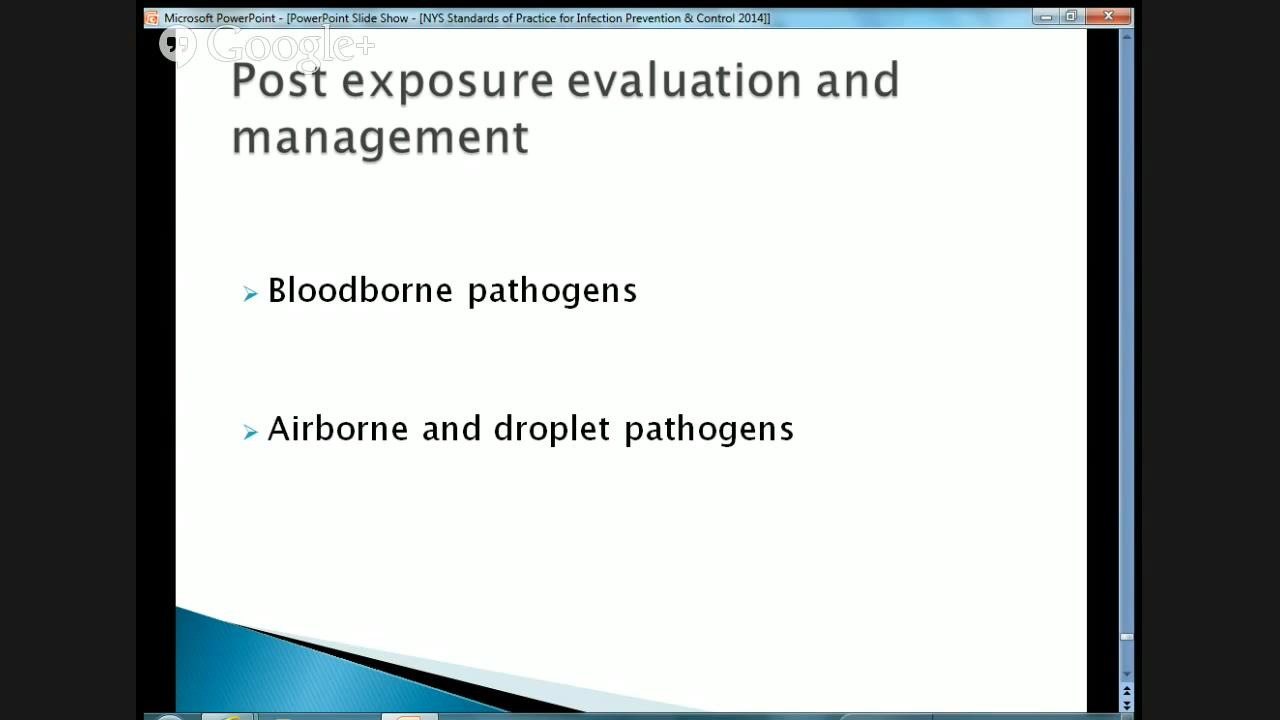 Microsoft PowerPoint - [PowerPoint Slide Show - [NYS Standards of Practice for Infection Prevention & Control 2014]]
Google+
Post exposure evaluation and
management
Bloodborne pathogens
Airborne and droplet pathogens